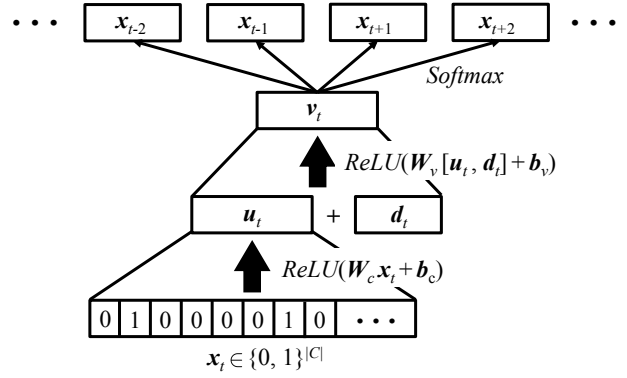 • • • x_{t-2} x_{t-1} x_{t+1} x_{t+2} • • •
Softmax
v_t
ReLU(W_v [u_t , d_t] + b_v)
u_t + d_t
ReLU(W_c x_t + b_c)
0 1 0 0 0 0 1 0 • • •
x_t ∈ {0, 1}^{|C|}